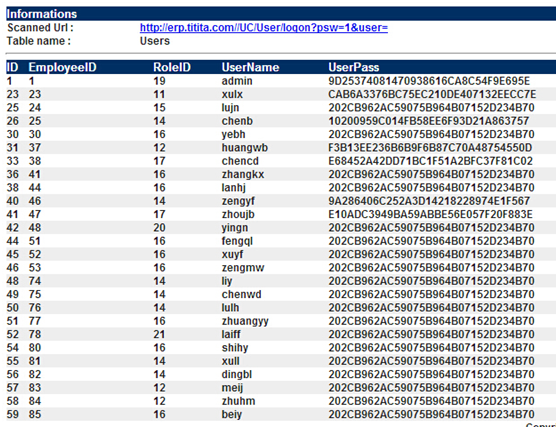 Informations
Scanned Url : http://erp.titita.com//UC/User/logon?psw=1&user=
Table name : Users
ID EmployeeID RoleID UserName UserPass
1 1 19 admin 9D25374081470938616CA8C54F9E695E
23 23 11 xulx CAB6A3376BC75EC210DE407132EECC7E
25 24 15 lujn 202CB962AC59075B964B07152D234B70
26 25 14 chenb 10200959C014FB58EE6F93D21A863757
30 30 16 yebh 202CB962AC59075B964B07152D234B70
31 37 12 huangwb F3B13EE236B6B9F6B87C70A48754550D
33 38 17 chencd E68452A42DD71BC1F51A2BFC37F81C02
36 41 16 zhangkx 202CB962AC59075B964B07152D234B70
38 44 16 lanhj 202CB962AC59075B964B07152D234B70
40 46 14 zengyf 9A286406C252A3D14218228974E1F567
41 47 17 zhoujb E10ADC3949BA59ABBE56E057F20F883E
42 48 20 yingn 202CB962AC59075B964B07152D234B70
44 51 16 fengql 202CB962AC59075B964B07152D234B70
45 52 16 xuyf 202CB962AC59075B964B07152D234B70
46 53 16 zengmw 202CB962AC59075B964B07152D234B70
48 74 14 liy 202CB962AC59075B964B07152D234B70
49 75 14 chenwd 202CB962AC59075B964B07152D234B70
50 76 14 lulh 202CB962AC59075B964B07152D234B70
51 77 16 zhuangyy 202CB962AC59075B964B07152D234B70
52 78 21 laiff 202CB962AC59075B964B07152D234B70
54 80 16 shihy 202CB962AC59075B964B07152D234B70
55 81 14 xull 202CB962AC59075B964B07152D234B70
56 82 14 dingbl 202CB962AC59075B964B07152D234B70
57 83 12 meij 202CB962AC59075B964B07152D234B70
58 84 12 zhuhm 202CB962AC59075B964B07152D234B70
59 85 16 beiy 202CB962AC59075B964B07152D234B70